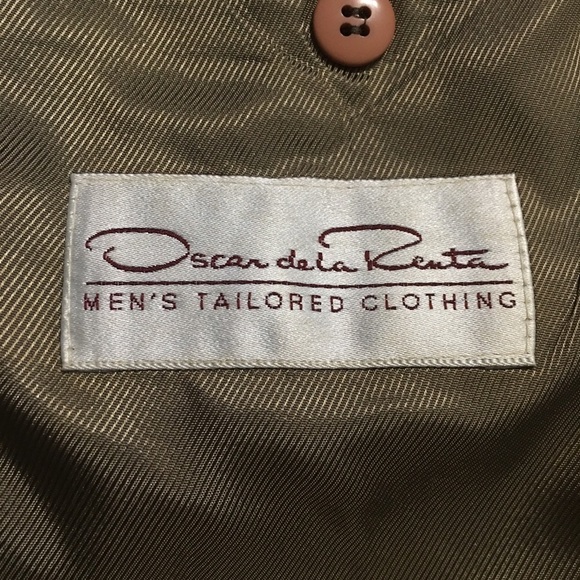 Oscar de la Renta
MEN'S TAILORED CLOTHING